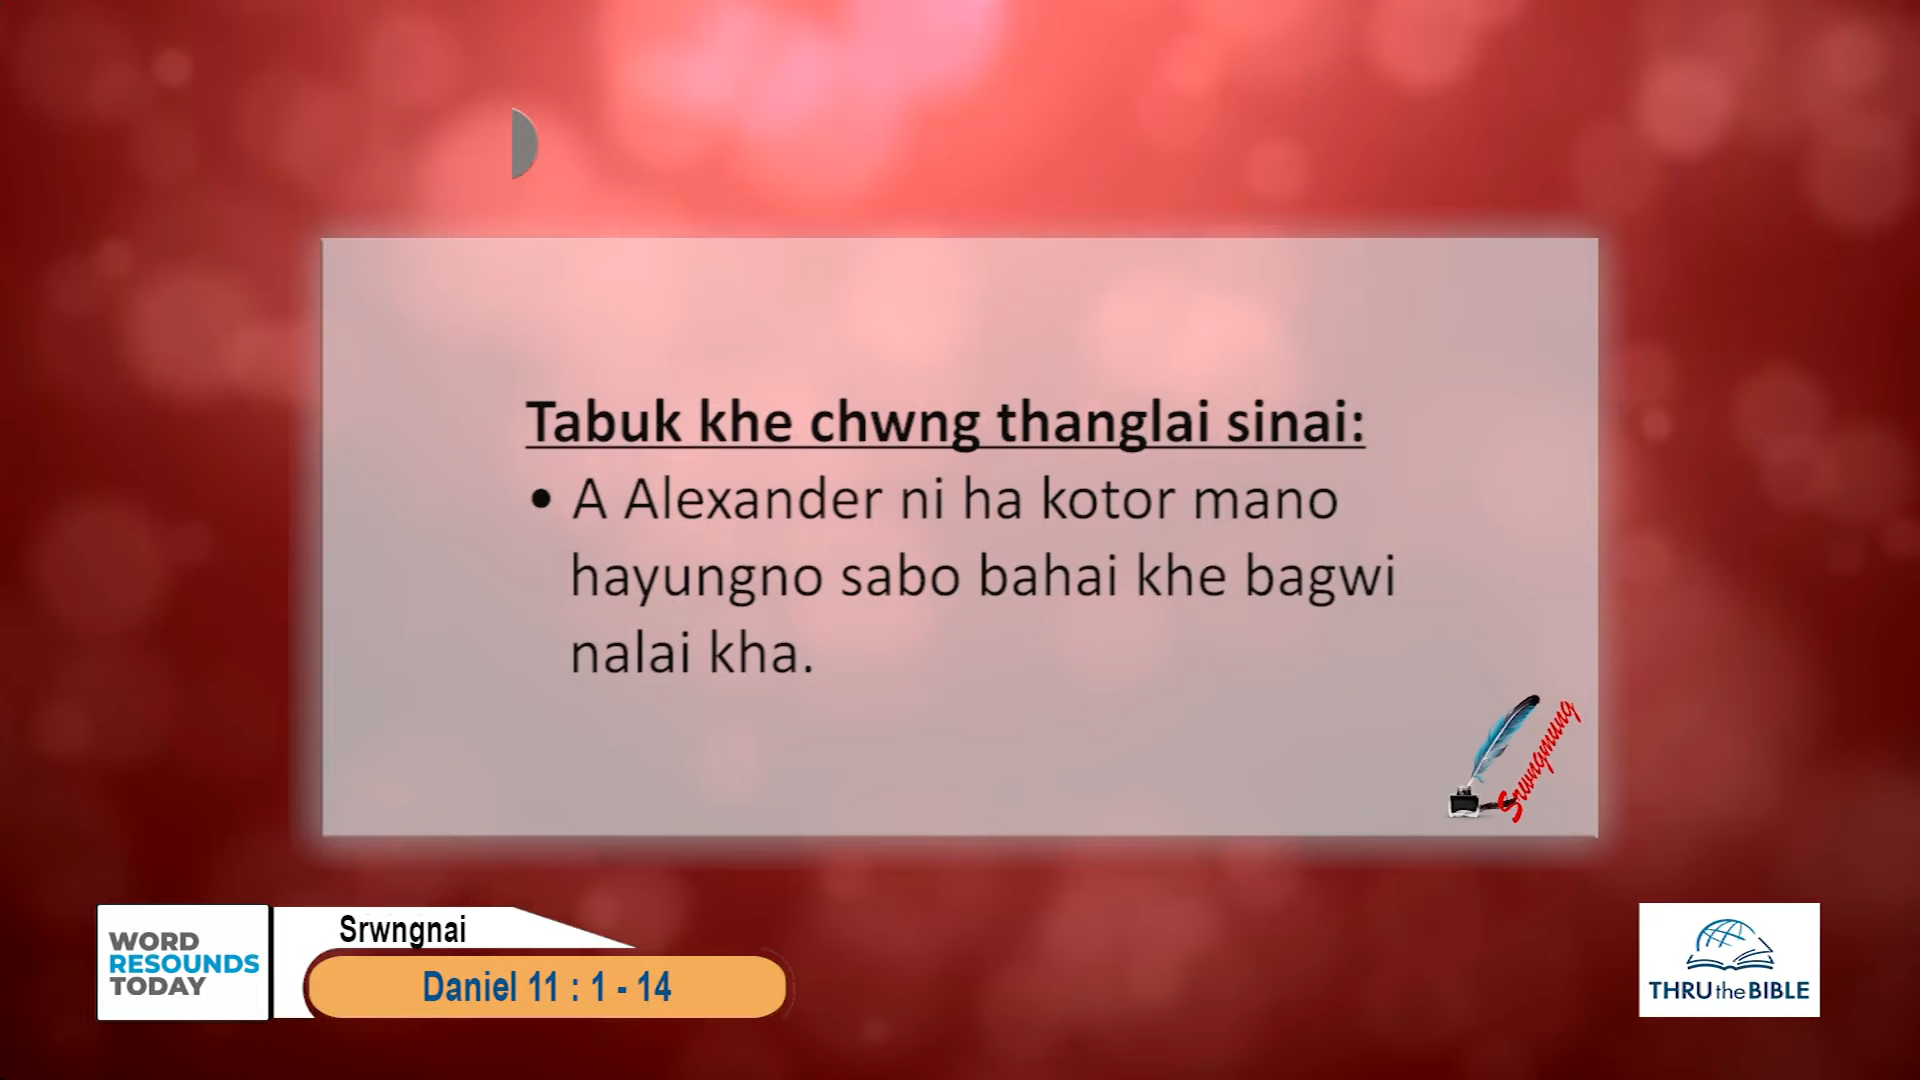 Tabuk khe chwng thanglai sinai:
• A Alexander ni ha kotor mano
hayungno sabo bahai khe bagwi
nalai kha.
Srwngmung
WORD
RESOUNDS
TODAY
Srwngnai
Daniel 11 : 1 - 14
THRU the BIBLE